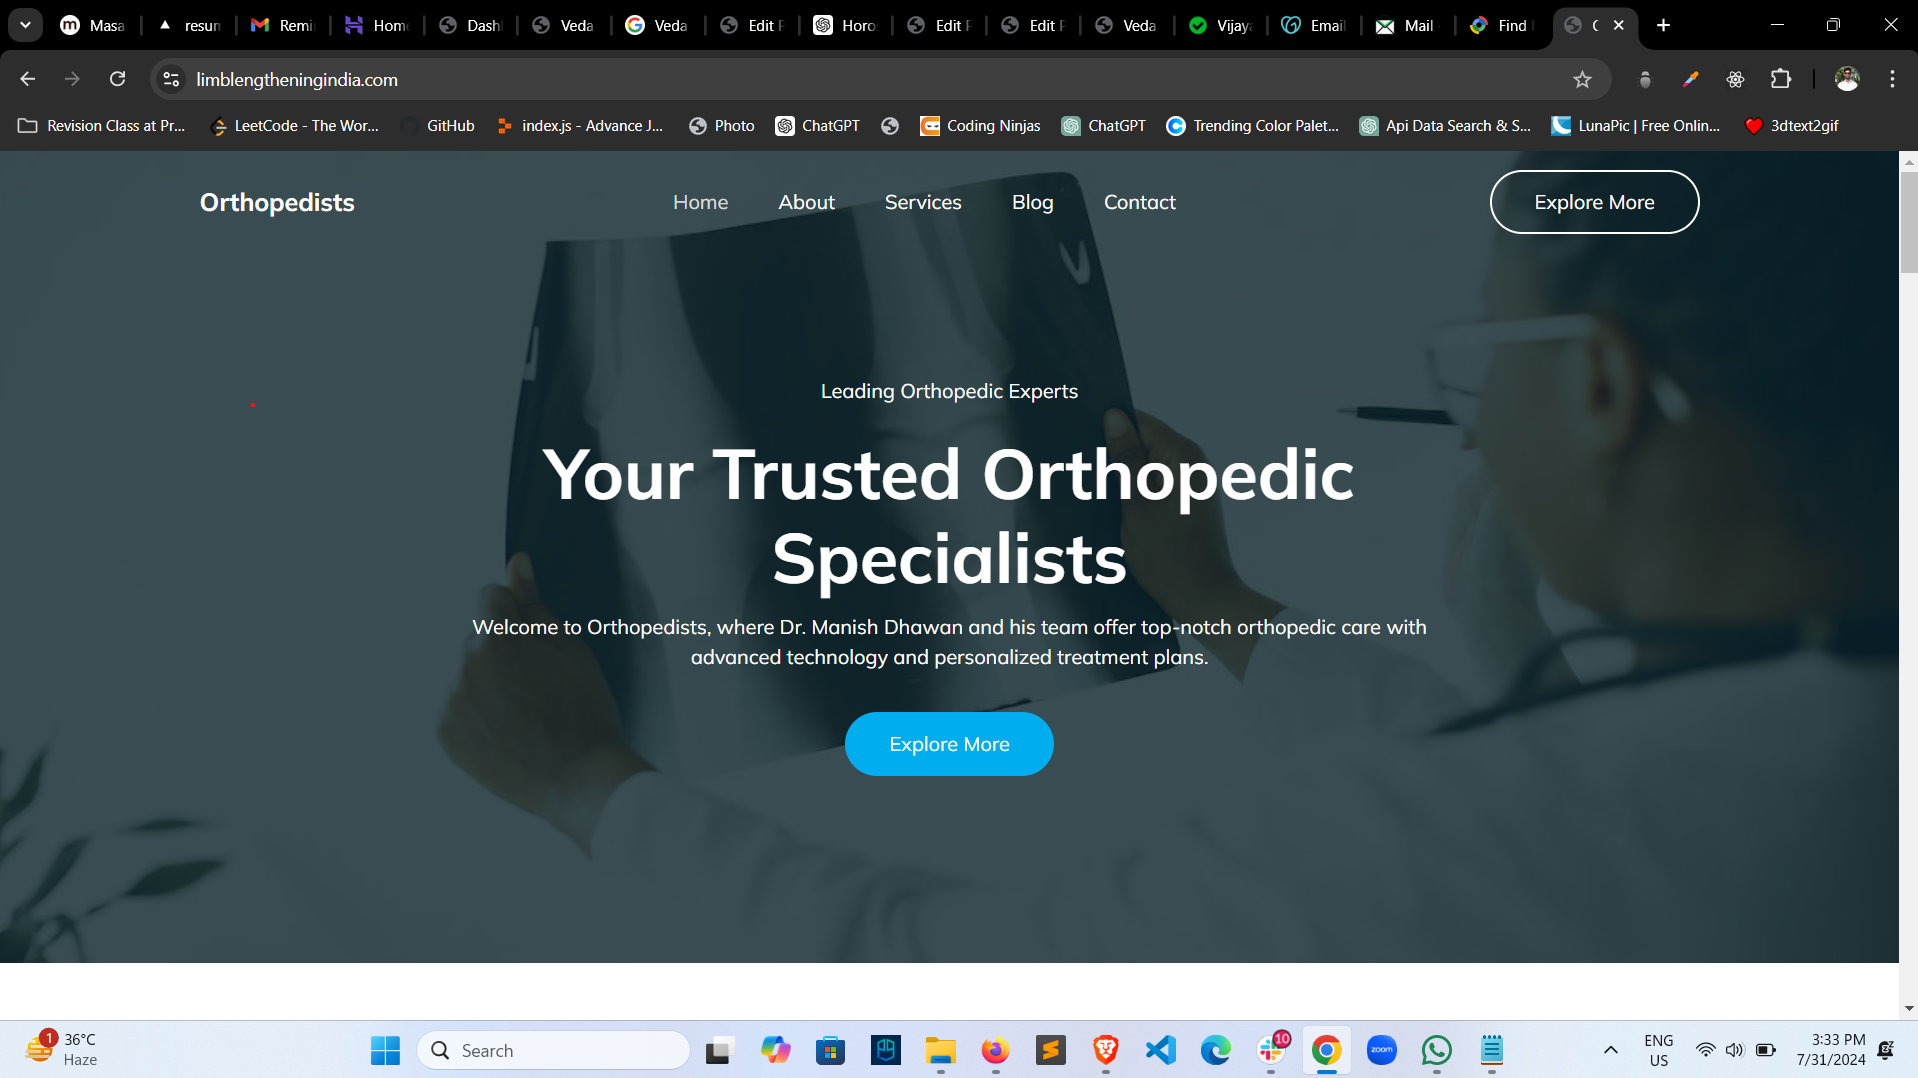 Masa
resum
Remi
Home
Dashl
Veda
Veda
Edit P
Horo
Edit P
Edit P
Veda
Vijaya
Email
Mail
Find
limblengtheningindia.com
Revision Class at Pr...
LeetCode - The Wor...
GitHub
index.js - Advance J...
Photo
ChatGPT
Coding Ninjas
ChatGPT
Trending Color Palet...
Api Data Search & S...
LunaPic | Free Onlin...
3dtext2gif
Orthopedists
Home
About
Services
Blog
Contact
Explore More
Leading Orthopedic Experts
Your Trusted Orthopedic
Specialists
Welcome to Orthopedists, where Dr. Manish Dhawan and his team offer top-notch orthopedic care with
advanced technology and personalized treatment plans.
Explore More
1
36°C
Haze
Search
10
zoom
ENG
US
3:33 PM
7/31/2024